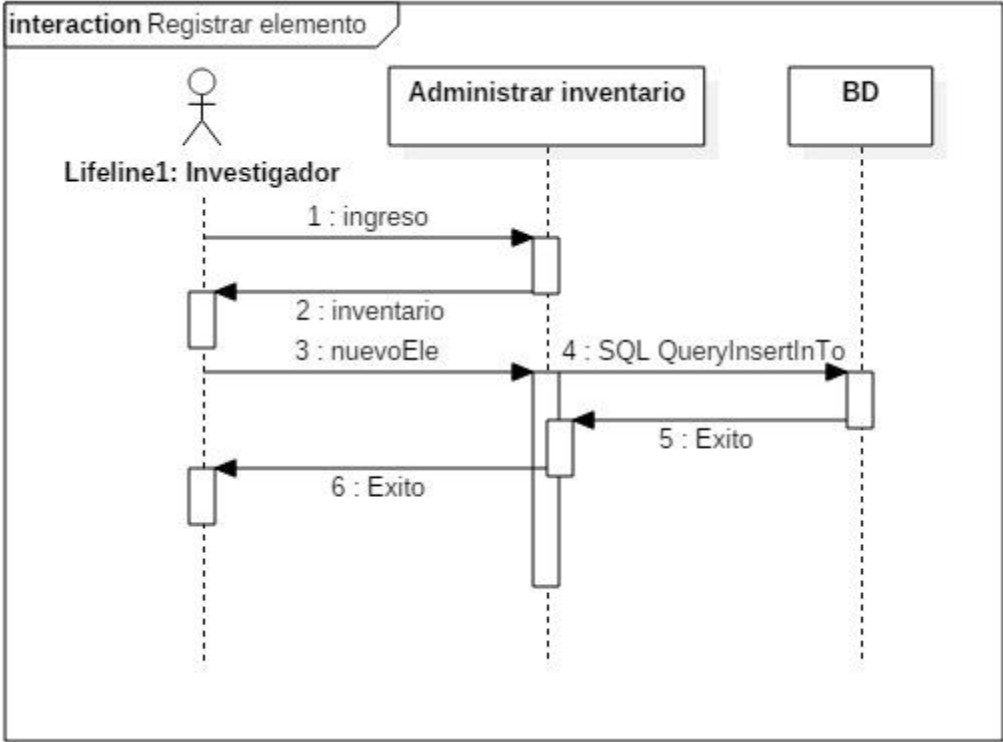 interaction Registrar elemento
Administrar inventario
BD
Lifeline1: Investigador
1 : ingreso
2 : inventario
3 : nuevoEle
4 : SQL QueryInsertInTo
5 : Exito
6 : Exito